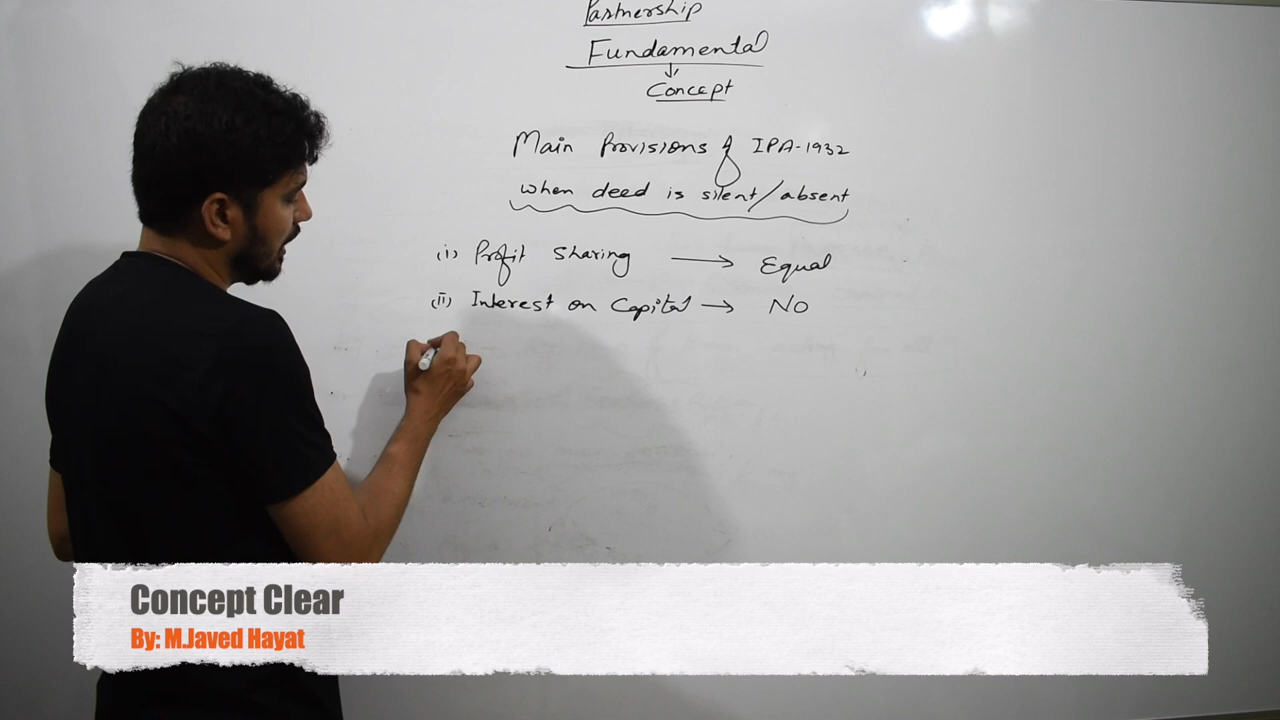 Partnership
Fundamental
↓
Concept
Main Provisions of IPA-1932
when deed is silent/absent
(i) Profit Sharing → Equal
(ii) Interest on Capital → No
Concept Clear
By: M.Javed Hayat